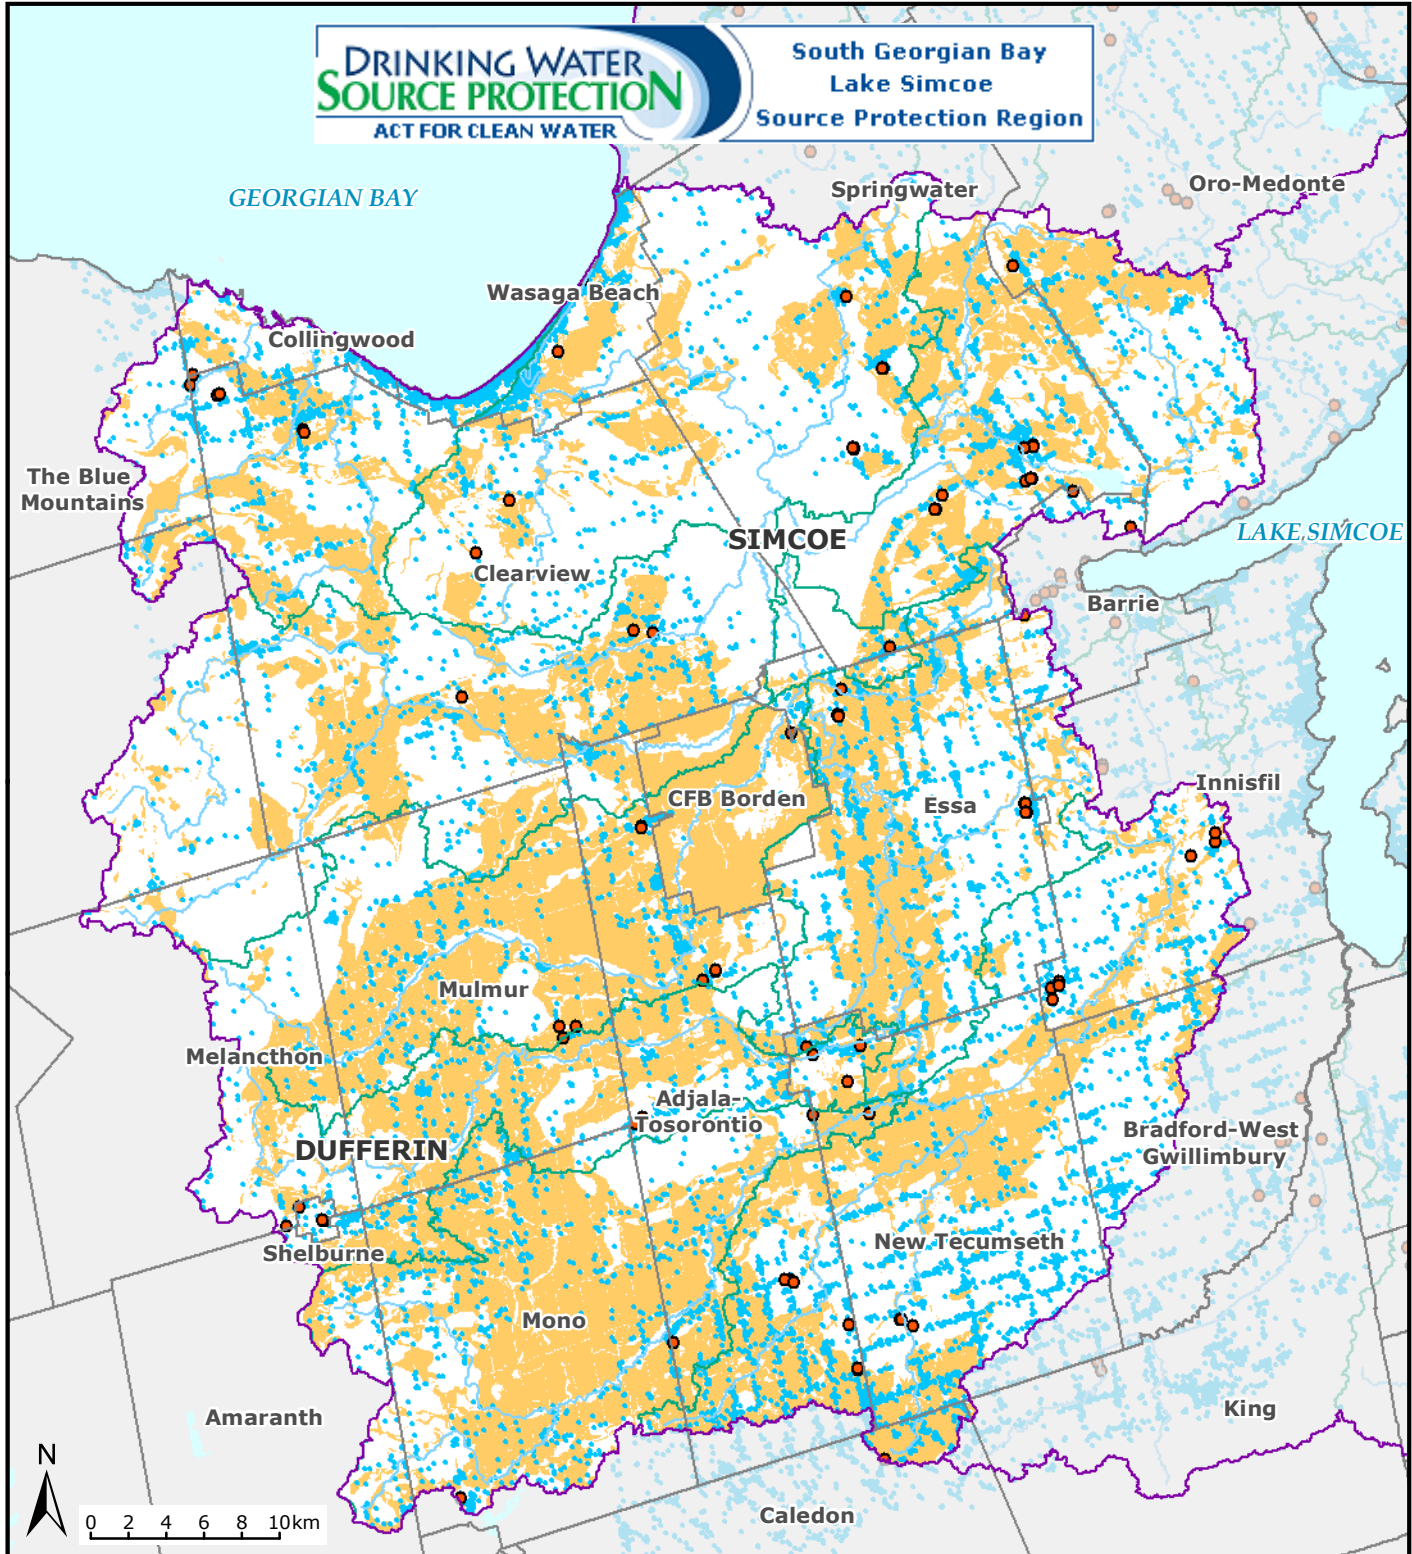 DRINKING WATER
SOURCE PROTECTION
ACT FOR CLEAN WATER
South Georgian Bay
Lake Simcoe
Source Protection Region
GEORGIAN BAY
Springwater
Oro-Medonte
Wasaga Beach
Collingwood
The Blue
Mountains
SIMCOE
LAKE SIMCOE
Clearview
Barrie
CFB Borden
Essa
Innisfil
Mulmur
Melancthon
Adjala-
Tosorontio
DUFFERIN
Bradford-West
Gwillimbury
Shelburne
New Tecumseth
Mono
Amaranth
King
Caledon
N
0 2 4 6 8 10km